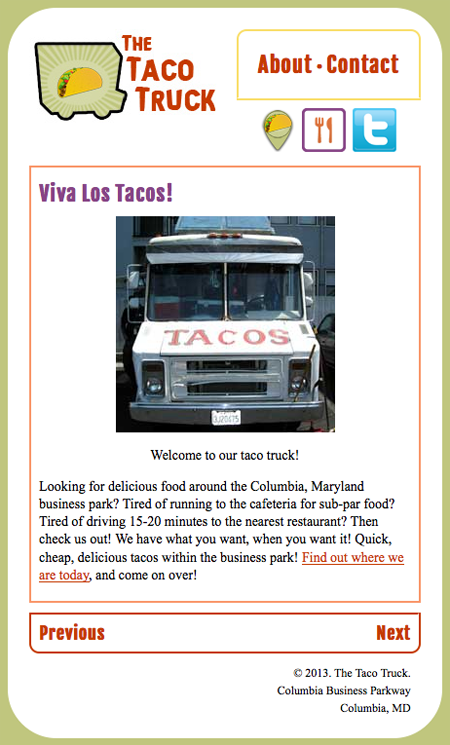 The
Taco
Truck
About · Contact
Viva Los Tacos!
TACOS
Welcome to our taco truck!
Looking for delicious food around the Columbia, Maryland
business park? Tired of running to the cafeteria for sub-par food?
Tired of driving 15-20 minutes to the nearest restaurant? Then
check us out! We have what you want, when you want it! Quick,
cheap, delicious tacos within the business park! Find out where we
are today, and come on over!
Previous
Next
© 2013. The Taco Truck.
Columbia Business Parkway
Columbia, MD